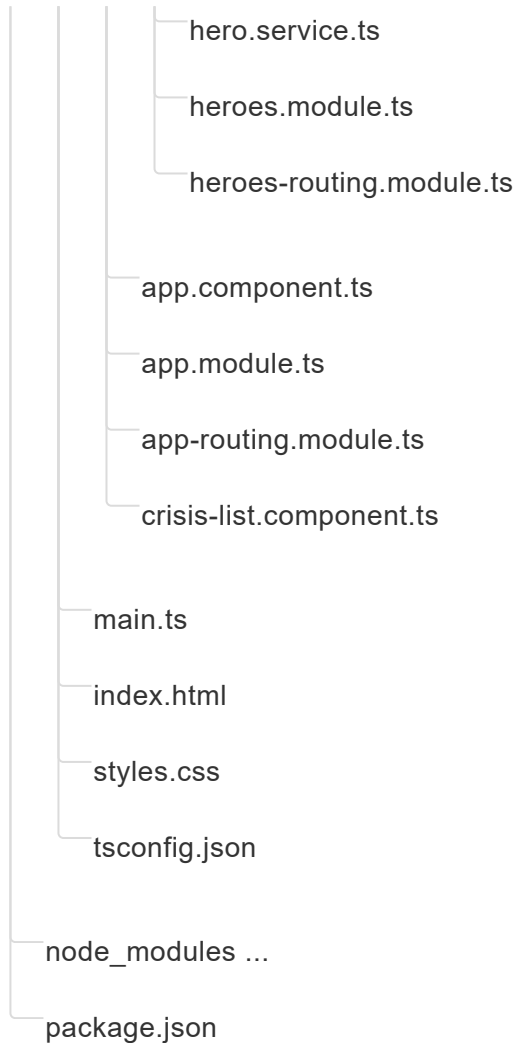 hero.service.ts
heroes.module.ts
heroes-routing.module.ts
app.component.ts
app.module.ts
app-routing.module.ts
crisis-list.component.ts
main.ts
index.html
styles.css
tsconfig.json
node_modules ...
package.json